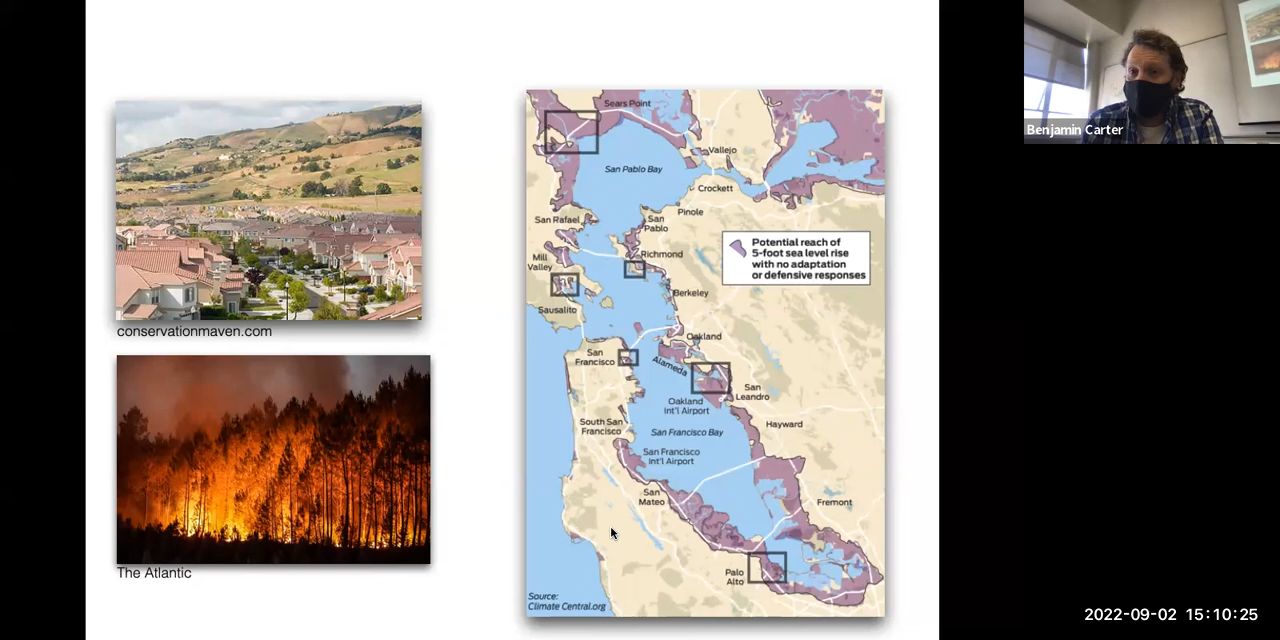 conservationmaven.com
The Atlantic
Sears Point
Vallejo
San Pablo Bay
Crockett
Pinole
San Rafael
San
Pablo
Potential reach of
5-foot sea level rise
with no adaptation
or defensive responses
Mill
Valley
Richmond
Berkeley
Sausalito
Oakland
San
Francisco
Alameda
San
Leandro
Oakland
Int'l Airport
South San
Francisco
Hayward
San Francisco Bay
San Francisco
Int'l Airport
San
Mateo
Fremont
Palo
Alto
Source:
Climate Central.org
Benjamin Carter
2022-09-02 15:10:25